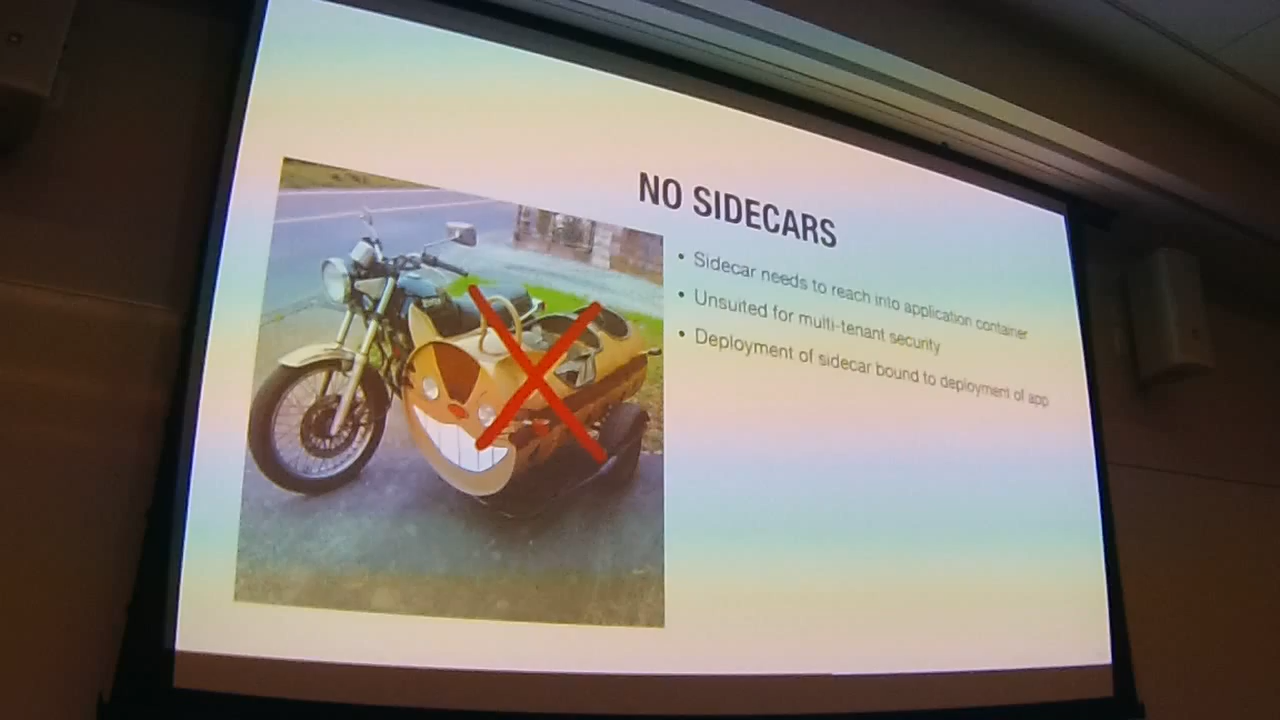 NO SIDECARS
• Sidecar needs to reach into application container
• Unsuited for multi-tenant security
• Deployment of sidecar bound to deployment of app